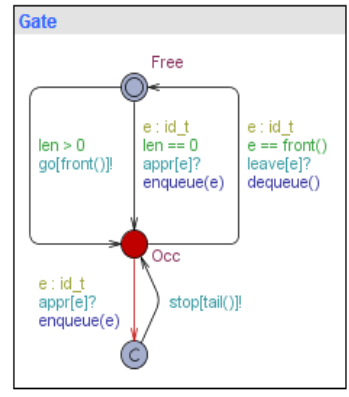 Gate
Free
len > 0
go[front()]!
e : id_t
len == 0
appr[e]?
enqueue(e)
e : id_t
e == front()
leave[e]?
dequeue()
Occ
e : id_t
appr[e]?
enqueue(e)
stop[tail()]!
C